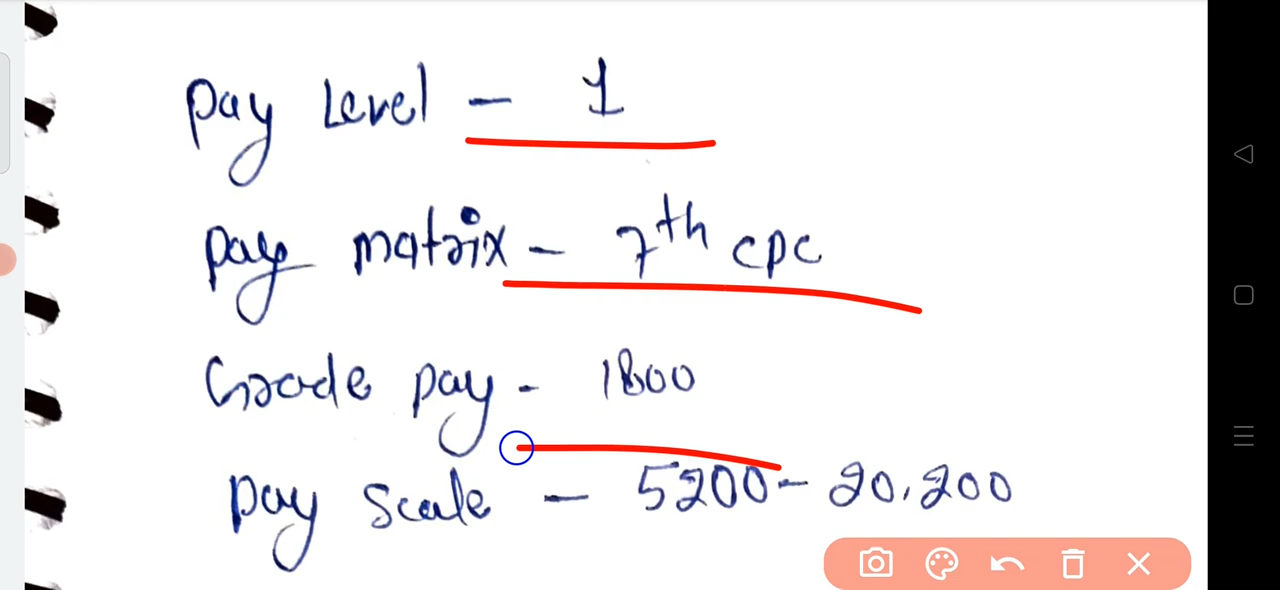 Pay Level - 1
Pay matrix - 7th cpc
Grade pay - 1800
Pay Scale - 5200 - 20,200